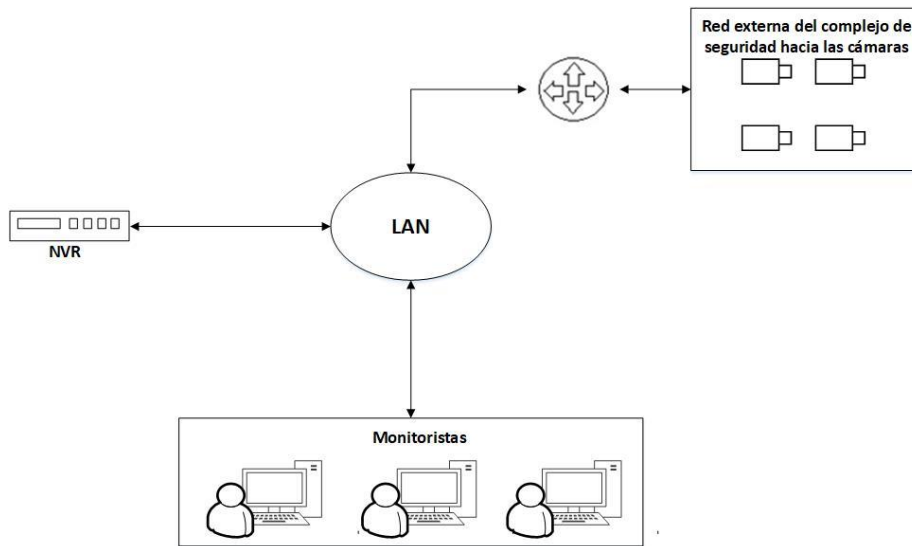 Red externa del complejo de
seguridad hacia las cámaras
LAN
NVR
Monitoristas